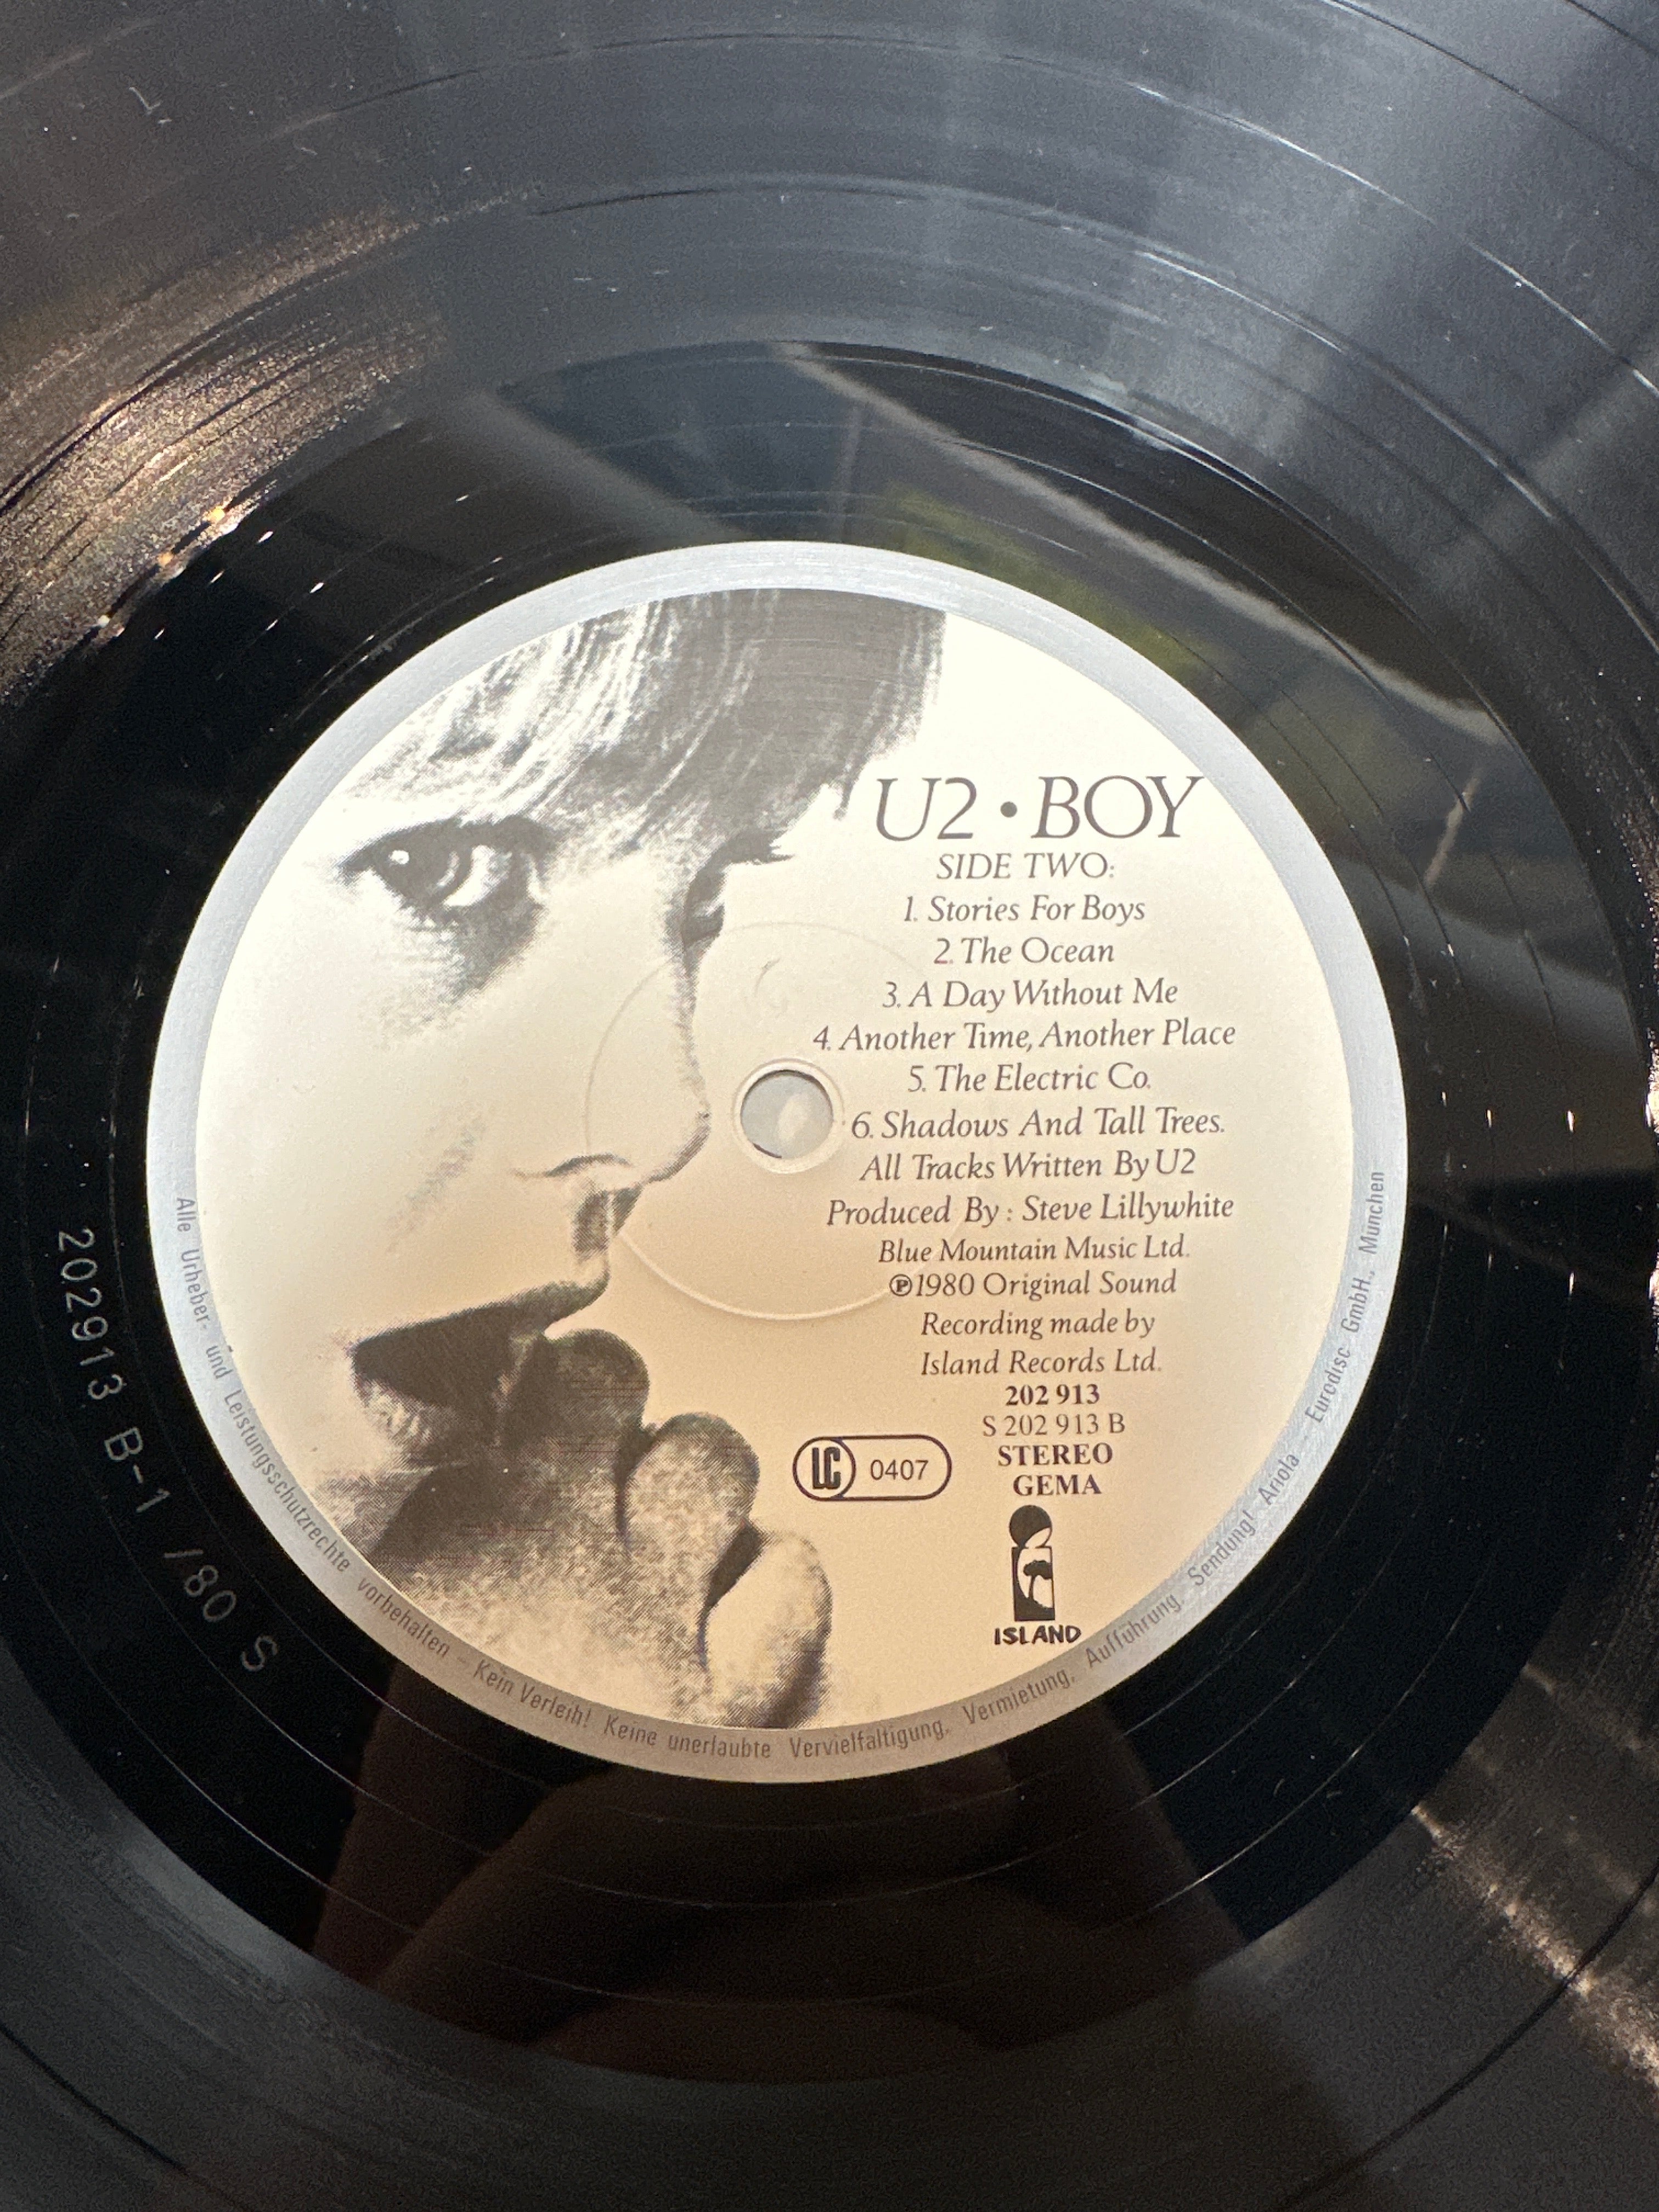 U2 • BOY
SIDE TWO:
1. Stories For Boys
2. The Ocean
3. A Day Without Me
4. Another Time, Another Place
5. The Electric Co.
6. Shadows And Tall Trees.
All Tracks Written By U2
Produced By : Steve Lillywhite
Blue Mountain Music Ltd.
℗1980 Original Sound
Recording made by
Island Records Ltd.
202 913
S 202 913 B
STEREO
GEMA
LC 0407
ISLAND
Alle Urheber- und Leistungsschutzrechte vorbehalten – Kein Verleih! Keine unerlaubte Vervielfältigung, Vermietung, Aufführung, Sendung! Ariola – Eurodisc GmbH., München
202913 B-1 /80 S